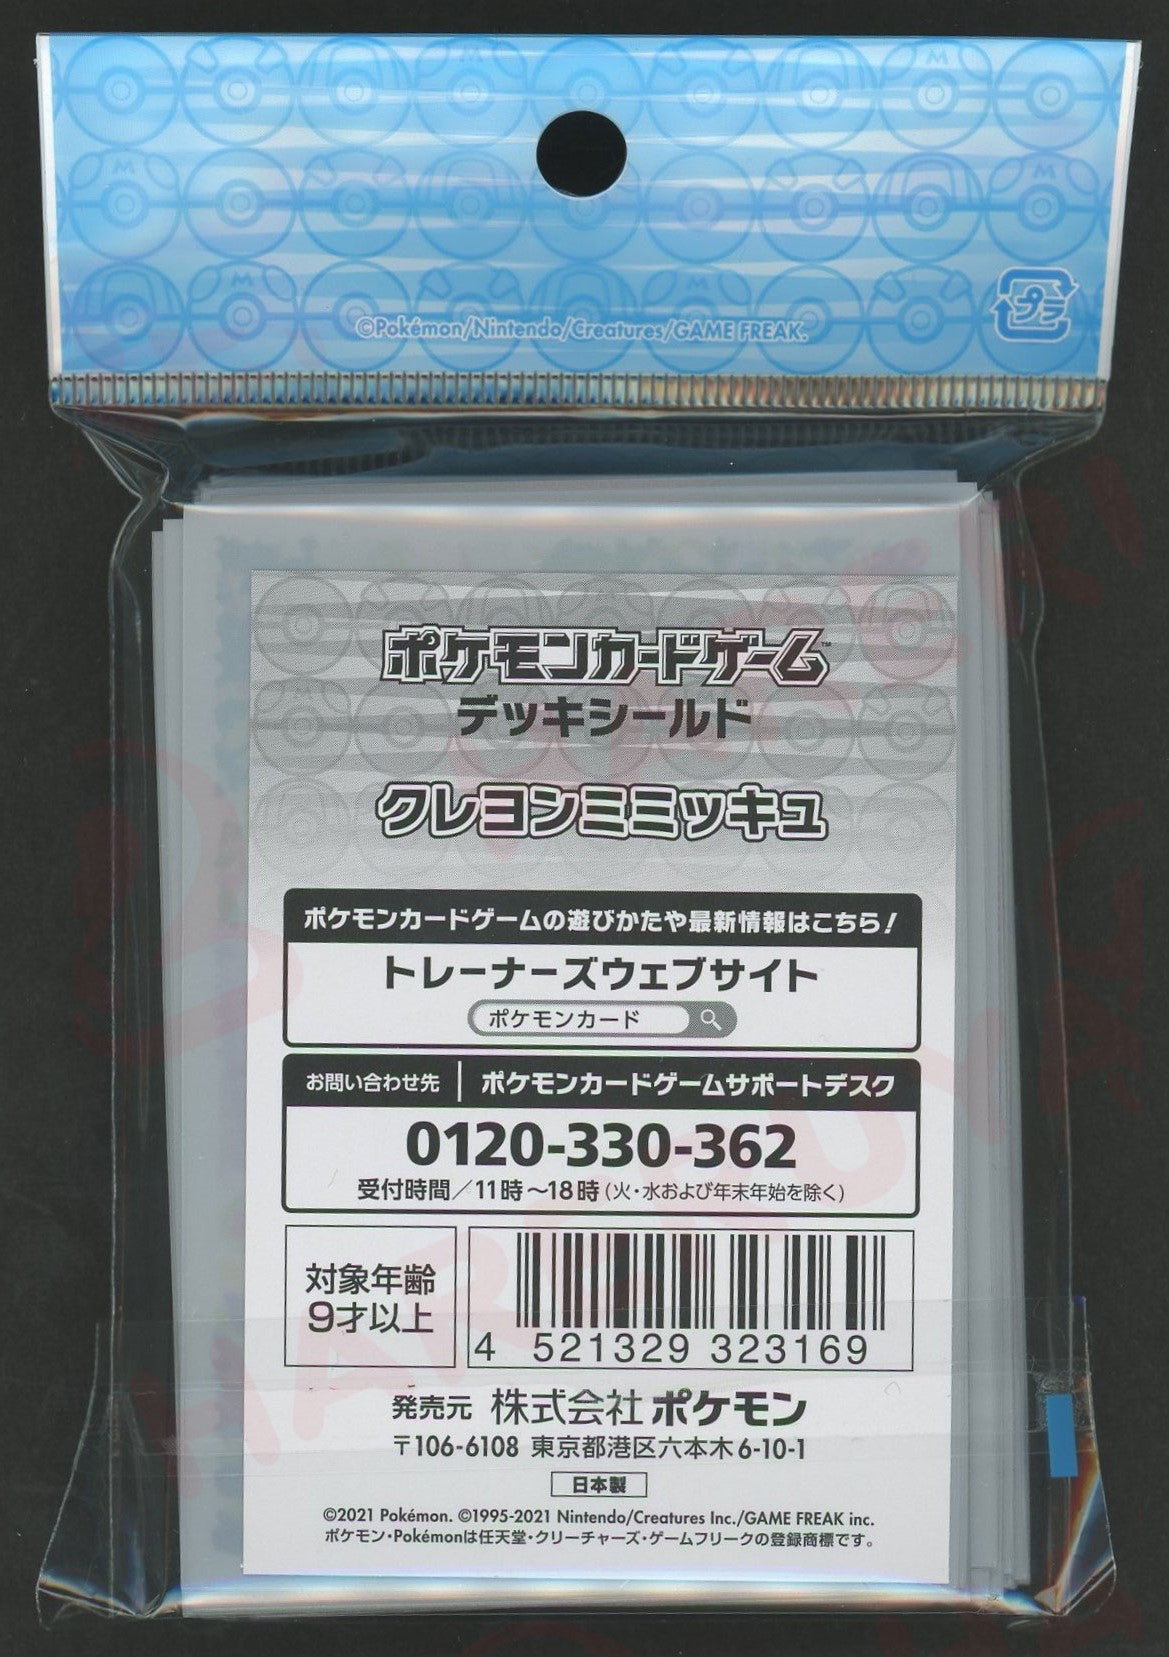 ©Pokémon/Nintendo/Creatures/GAME FREAK.
プラ
ポケモンカードゲーム™
デッキシールド
クレヨンミミッキュ
ポケモンカードゲームの遊びかたや最新情報はこちら!
トレーナーズウェブサイト
ポケモンカード
お問い合わせ先 | ポケモンカードゲームサポートデスク
0120-330-362
受付時間/11時~18時(火・水および年末年始を除く)
対象年齢
9才以上
4 521329 323169
発売元 株式会社ポケモン
〒106-6108 東京都港区六本木6-10-1
日本製
©2021 Pokémon. ©1995-2021 Nintendo/Creatures Inc./GAME FREAK inc.
ポケモン・Pokémonは任天堂・クリーチャーズ・ゲームフリークの登録商標です。